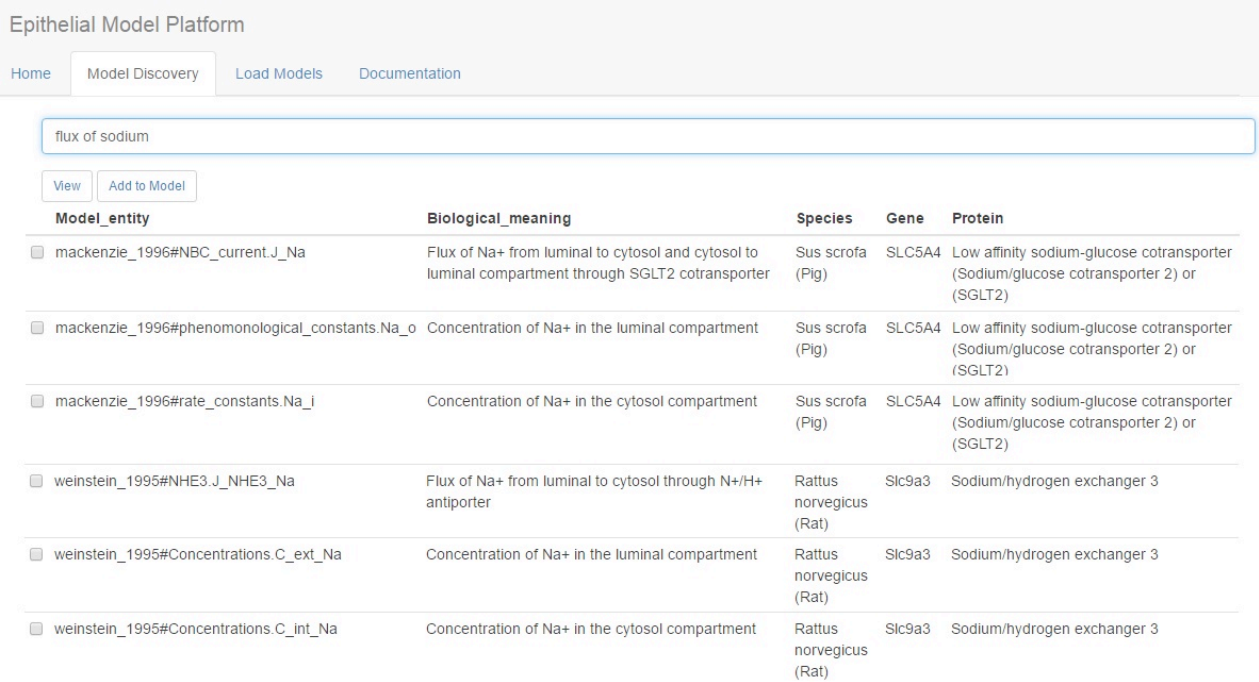 Epithelial Model Platform
Home Model Discovery Load Models Documentation
flux of sodium
View Add to Model
Model_entity Biological_meaning Species Gene Protein
mackenzie_1996#NBC_current.J_Na Flux of Na+ from luminal to cytosol and cytosol to Sus scrofa SLC5A4 Low affinity sodium-glucose cotransporter
luminal compartment through SGLT2 cotransporter (Pig) (Sodium/glucose cotransporter 2) or
(SGLT2)
mackenzie_1996#phenomonological_constants.Na_o Concentration of Na+ in the luminal compartment Sus scrofa SLC5A4 Low affinity sodium-glucose cotransporter
(Pig) (Sodium/glucose cotransporter 2) or
(SGLT2)
mackenzie_1996#rate_constants.Na_i Concentration of Na+ in the cytosol compartment Sus scrofa SLC5A4 Low affinity sodium-glucose cotransporter
(Pig) (Sodium/glucose cotransporter 2) or
(SGLT2)
weinstein_1995#NHE3.J_NHE3_Na Flux of Na+ from luminal to cytosol through N+/H+ Rattus Slc9a3 Sodium/hydrogen exchanger 3
antiporter norvegicus
(Rat)
weinstein_1995#Concentrations.C_ext_Na Concentration of Na+ in the luminal compartment Rattus Slc9a3 Sodium/hydrogen exchanger 3
norvegicus
(Rat)
weinstein_1995#Concentrations.C_int_Na Concentration of Na+ in the cytosol compartment Rattus Slc9a3 Sodium/hydrogen exchanger 3
norvegicus
(Rat)